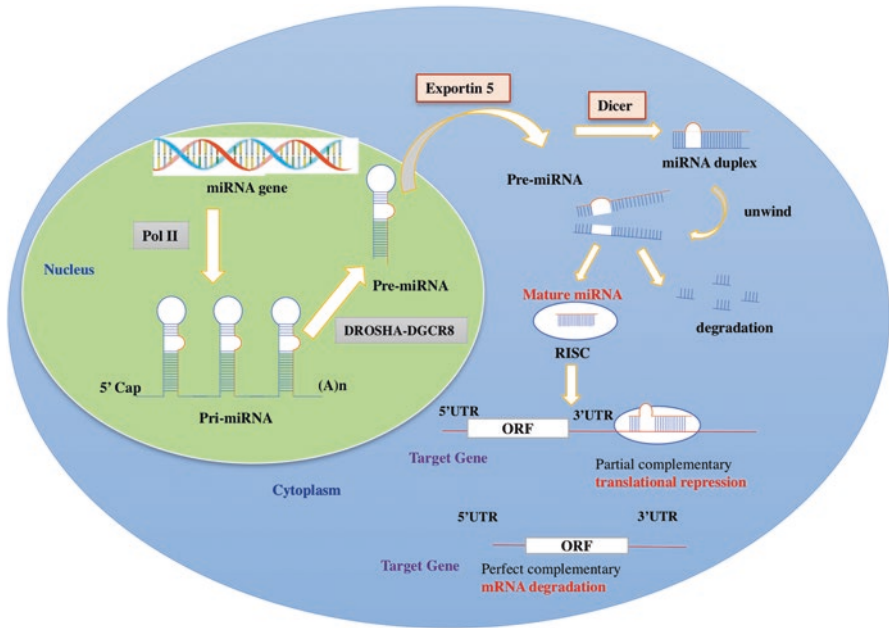 Exportin 5
Dicer
miRNA gene
miRNA duplex
Pre-miRNA
unwind
Pol II
Nucleus
Pre-miRNA
Mature miRNA
degradation
DROSHA-DGCR8
RISC
5' Cap
(A)n
Pri-miRNA
5'UTR
3'UTR
ORF
Target Gene
Partial complementary
translational repression
Cytoplasm
5'UTR
3'UTR
ORF
Target Gene
Perfect complementary
mRNA degradation